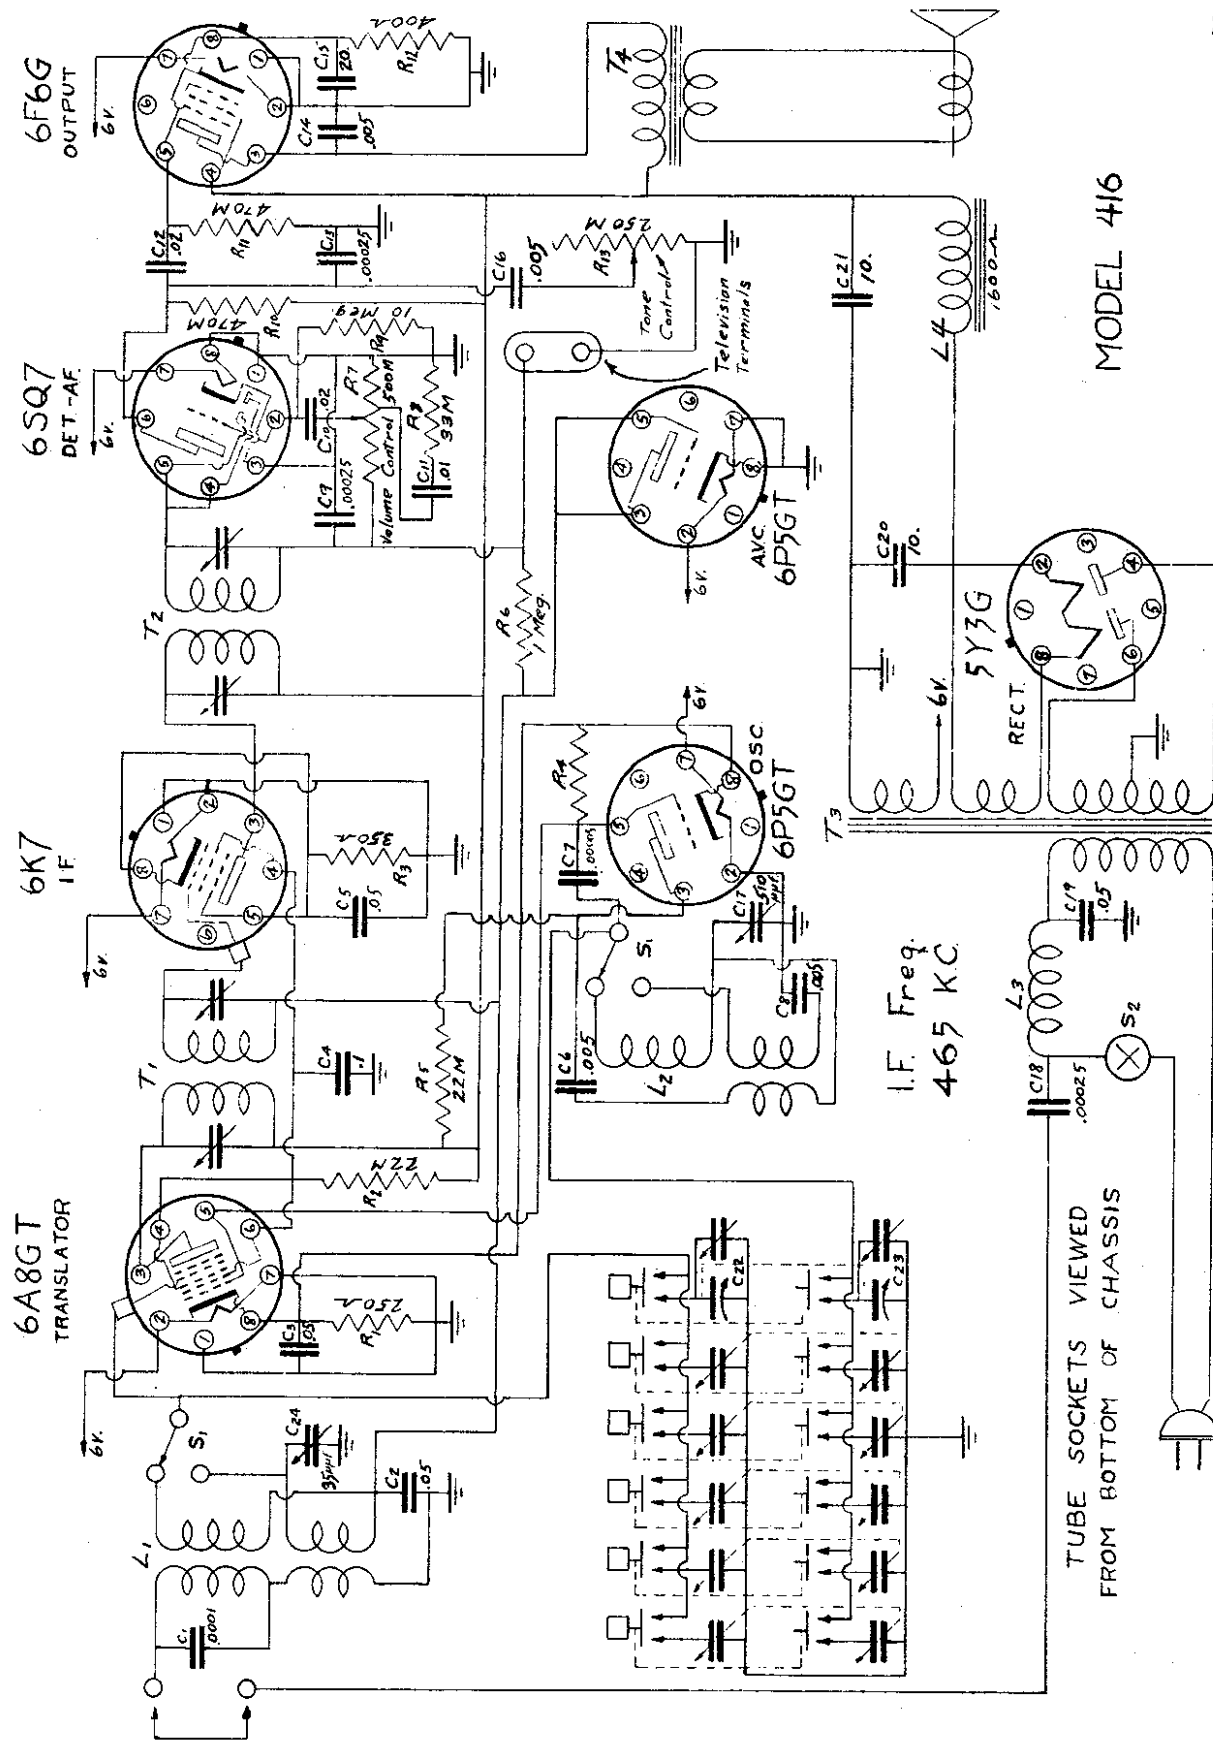 6A8GT
TRANSLATOR
6K7
I.F.
6SQ7
DET.-AF.
6F6G
OUTPUT
6V.
6V.
6V.
6V.
L1
C1
.0001
S1
C24
35μμf
C2
.05
C3
.05
R1
250Ω
R2
22M
T1
C4
.1
R5
22M
C5
.05
R3
350Ω
T2
C9
.00025
C10
.02
Volume Control
R7
500M
R8
33M
C11
.01
R9
10 Meg
R10
470M
C12
.02
R11
470M
C13
.00025
C14
.005
C15
20.
R12
400Ω
R6
1 Meg.
C16
.005
R13
250M
Tone
Control
Television
Terminals
T4
C6
.005
L2
S1
C7
R4
C17
510
μμf
C8
.005
6V.
6P5GT
OSC.
6V.
A.V.C.
6P5GT
C22
C23
I.F. Freq.
465 K.C.
T3
6V.
RECT.
5Y3G
C20
10.
C21
10.
L4
1600Ω
MODEL 416
C18
.00025
L3
S2
C19
.05
TUBE SOCKETS VIEWED
FROM BOTTOM OF CHASSIS